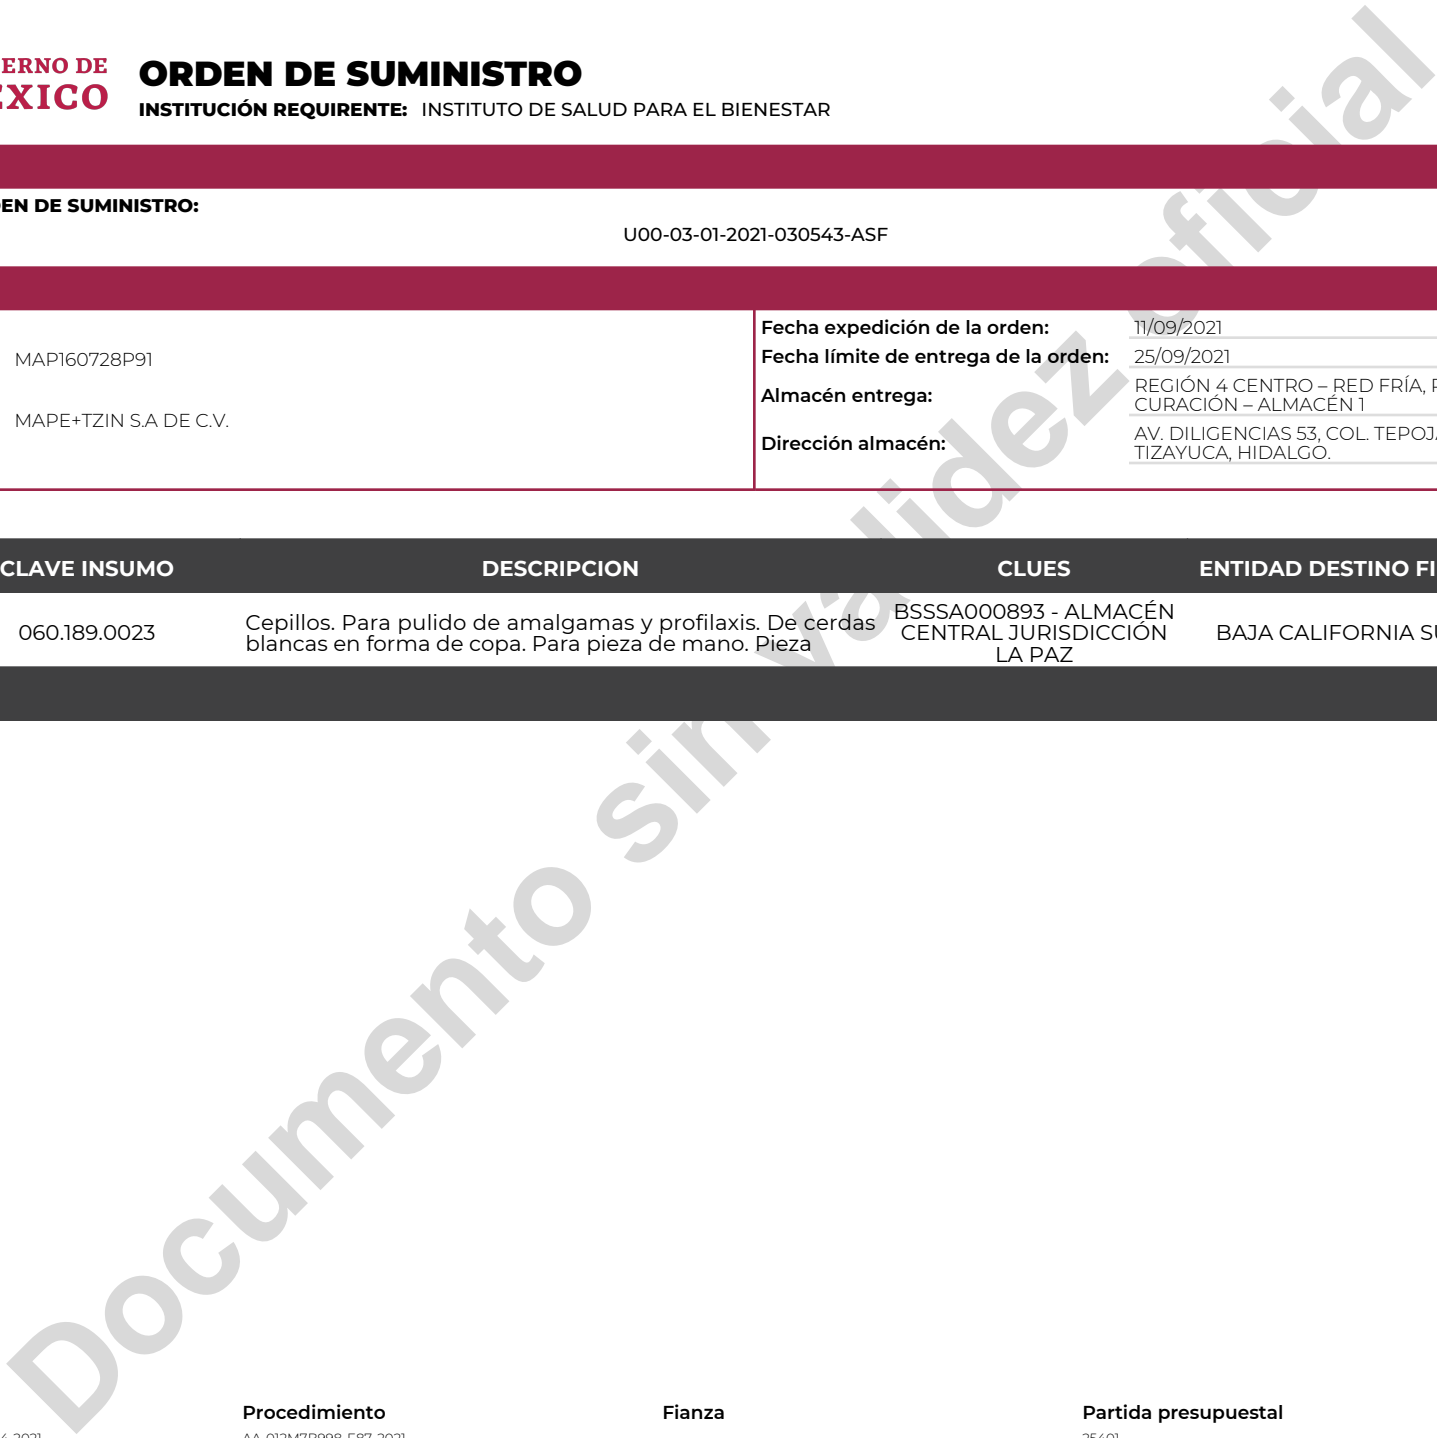 ERNO DE
EXICO
ORDEN DE SUMINISTRO
INSTITUCIÓN REQUIRENTE: INSTITUTO DE SALUD PARA EL BIENESTAR
EN DE SUMINISTRO:
U00-03-01-2021-030543-ASF
MAP160728P91
MAPE+TZIN S.A DE C.V.
Fecha expedición de la orden: 11/09/2021
Fecha límite de entrega de la orden: 25/09/2021
Almacén entrega: REGIÓN 4 CENTRO – RED FRÍA,
CURACIÓN – ALMACÉN 1
Dirección almacén: AV. DILIGENCIAS 53, COL. TEPOJ
TIZAYUCA, HIDALGO.
CLAVE INSUMO DESCRIPCION CLUES ENTIDAD DESTINO FI
060.189.0023
Cepillos. Para pulido de amalgamas y profilaxis. De cerdas
blancas en forma de copa. Para pieza de mano. Pieza
BSSSA000893 - ALMACÉN
CENTRAL JURISDICCIÓN
LA PAZ
BAJA CALIFORNIA S
Documento sin validez oficial
Procedimiento Fianza Partida presupuestal